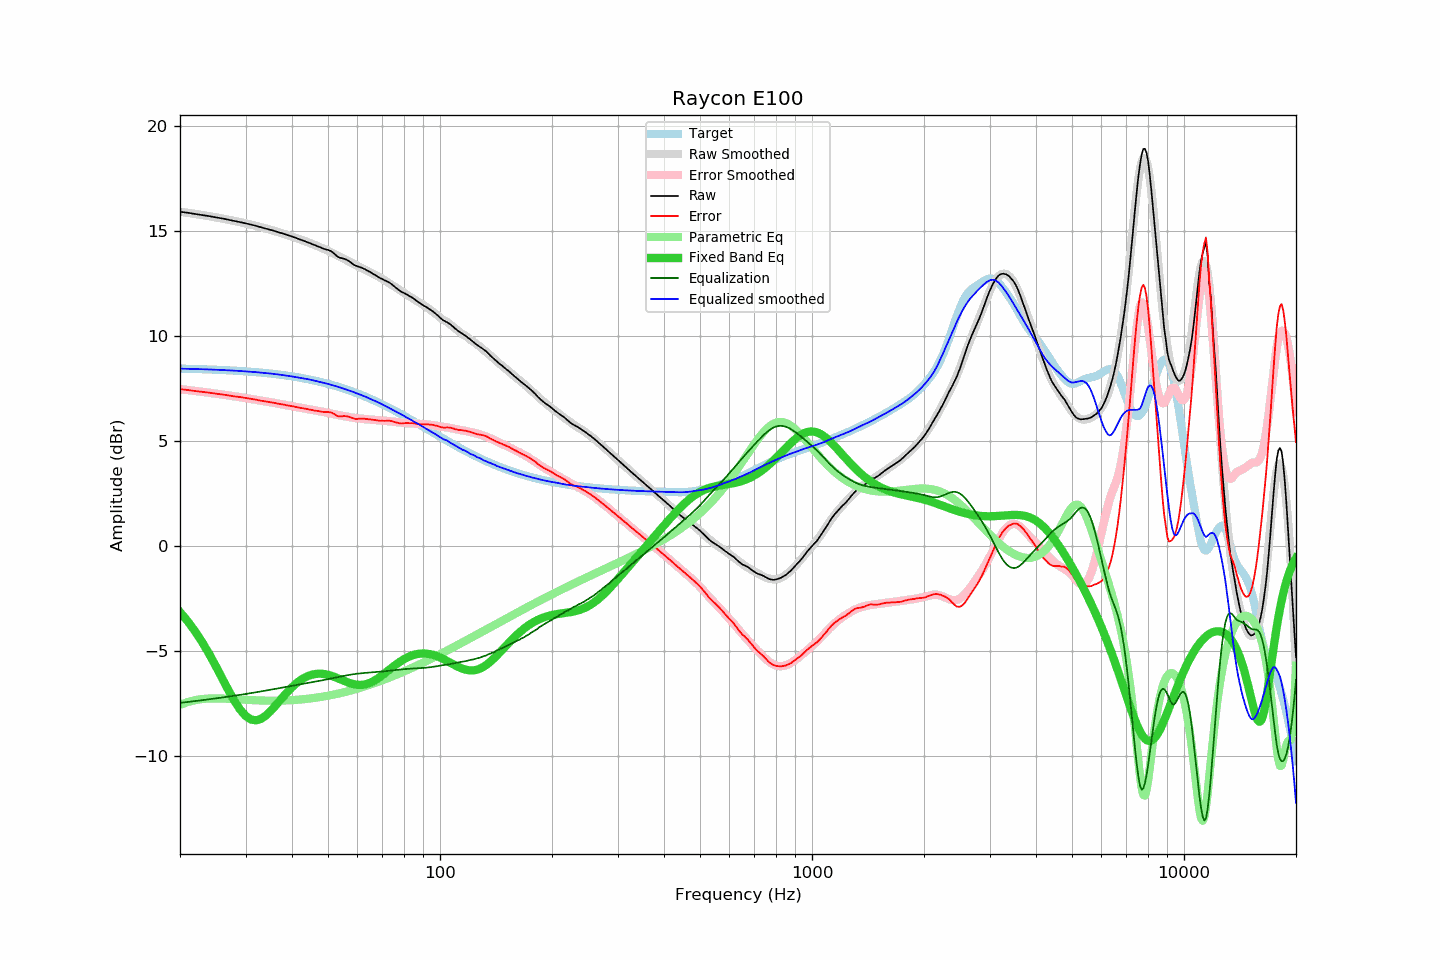 Raycon E100
Target
Raw Smoothed
Error Smoothed
Raw
Error
Parametric Eq
Fixed Band Eq
Equalization
Equalized smoothed
Amplitude (dBr)
20
15
10
5
0
−5
−10
100
1000
10000
Frequency (Hz)